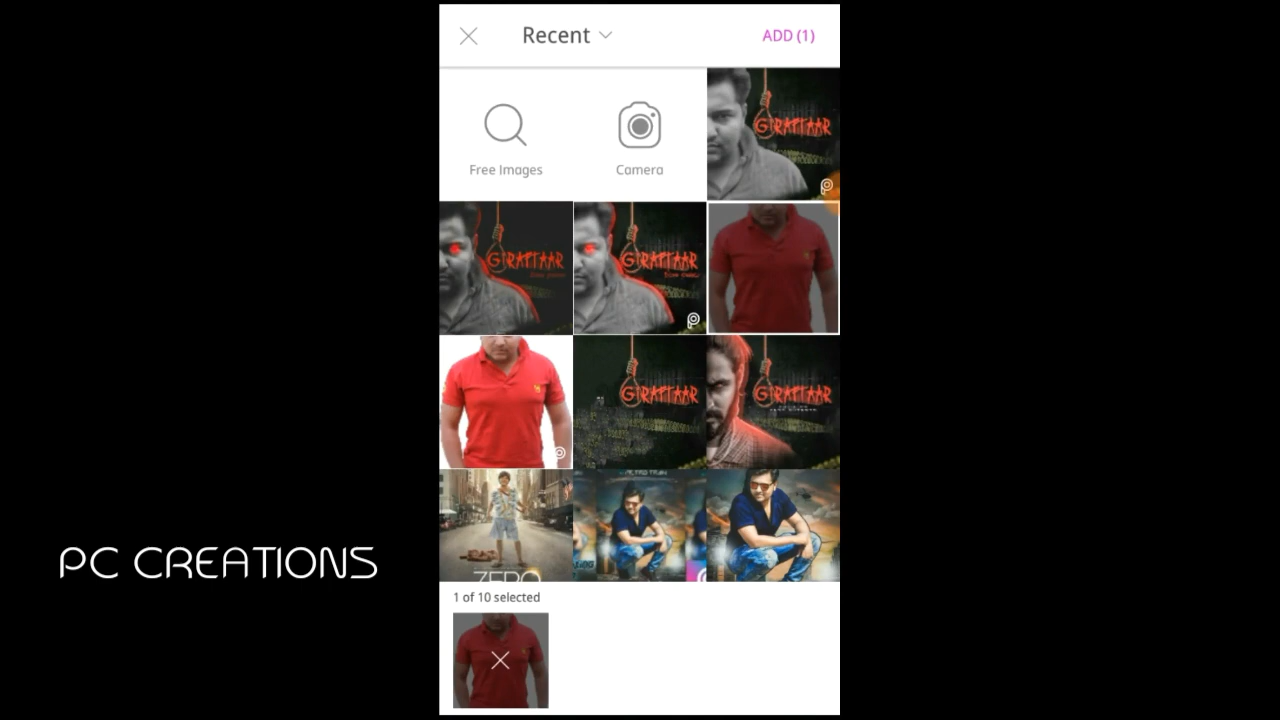 Recent
ADD (1)
Free Images
Camera
GIRAFTAAR
GIRAFTAAR
GIRAFTAAR
GIRAFTAAR
GIRAFTAAR
ZERO
PC CREATIONS
1 of 10 selected